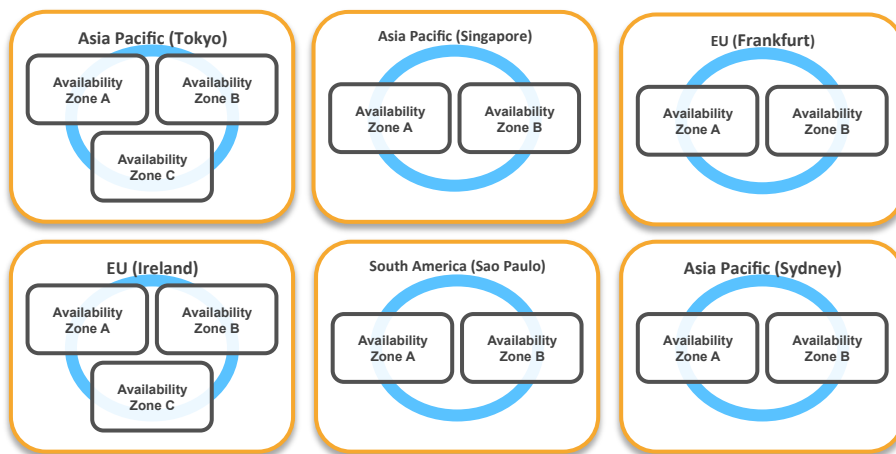 Asia Pacific (Tokyo)
Availability
Zone A
Availability
Zone B
Availability
Zone C
Asia Pacific (Singapore)
Availability
Zone A
Availability
Zone B
EU (Frankfurt)
Availability
Zone A
Availability
Zone B
EU (Ireland)
Availability
Zone A
Availability
Zone B
Availability
Zone C
South America (Sao Paulo)
Availability
Zone A
Availability
Zone B
Asia Pacific (Sydney)
Availability
Zone A
Availability
Zone B